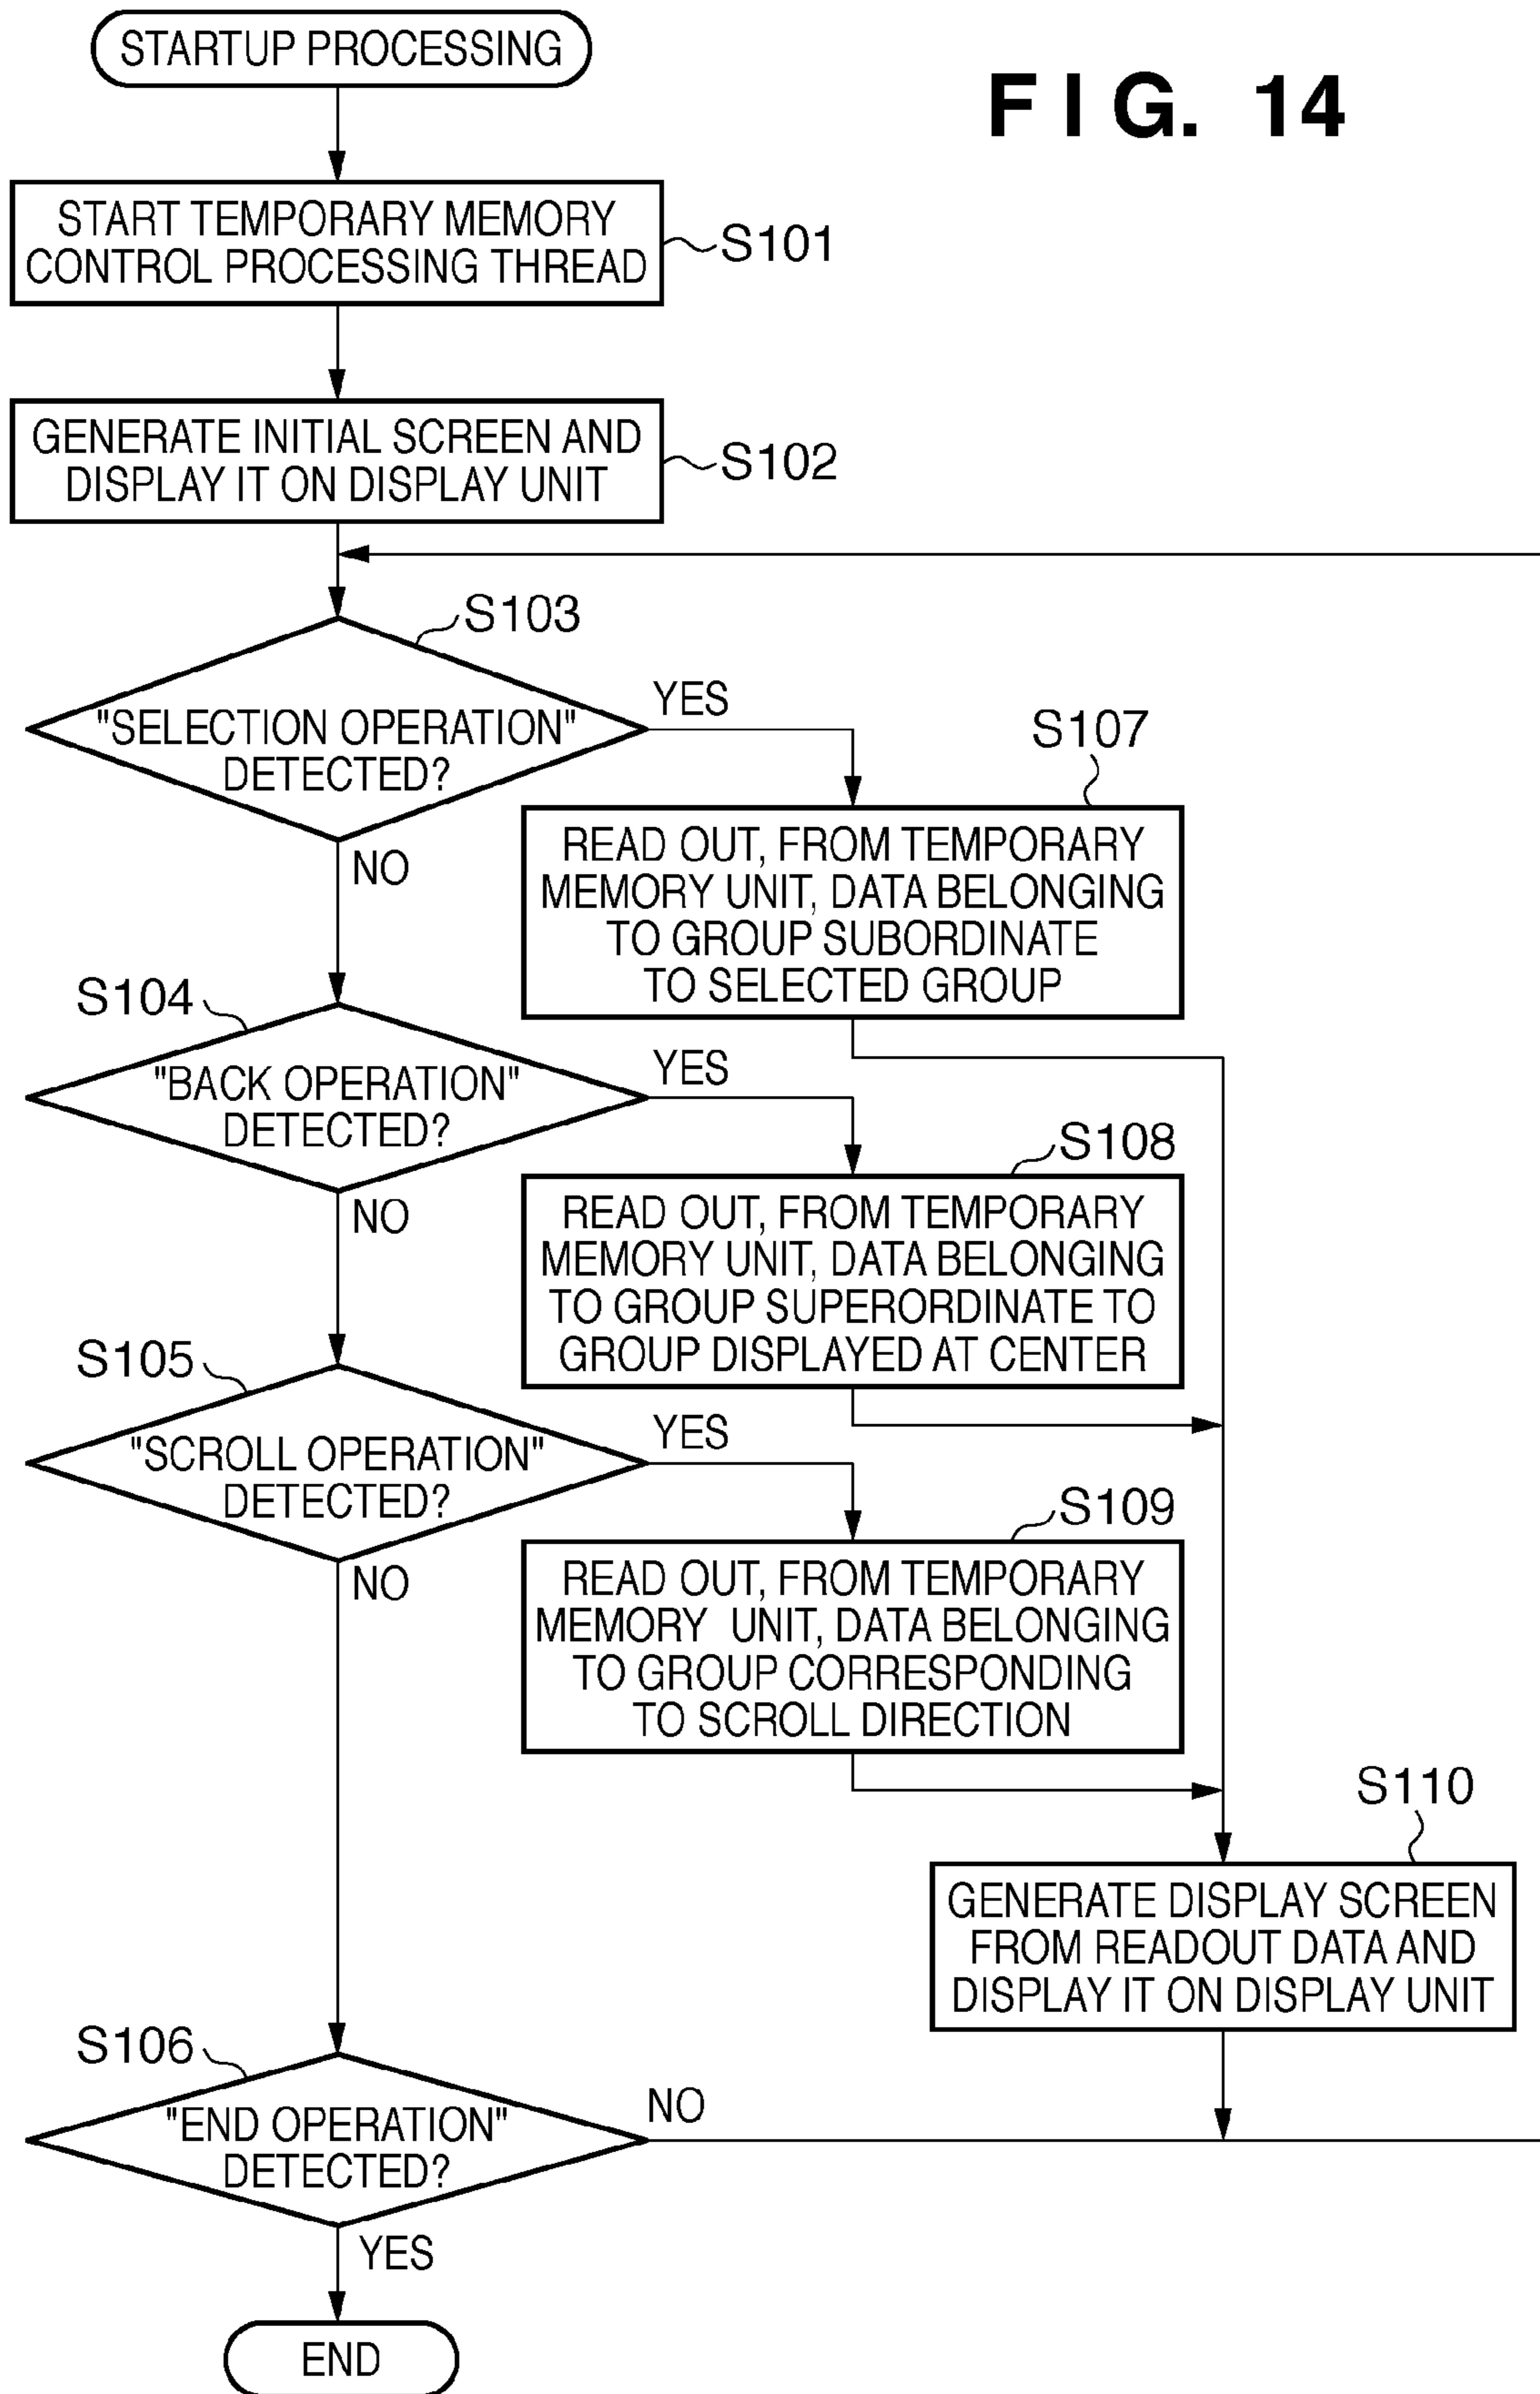 STARTUP PROCESSING
FIG. 14
START TEMPORARY MEMORY
CONTROL PROCESSING THREAD
S101
GENERATE INITIAL SCREEN AND
DISPLAY IT ON DISPLAY UNIT
S102
S103
"SELECTION OPERATION"
DETECTED?
YES
NO
S107
READ OUT, FROM TEMPORARY
MEMORY UNIT, DATA BELONGING
TO GROUP SUBORDINATE
TO SELECTED GROUP
S104
"BACK OPERATION"
DETECTED?
YES
NO
S108
READ OUT, FROM TEMPORARY
MEMORY UNIT, DATA BELONGING
TO GROUP SUPERORDINATE TO
GROUP DISPLAYED AT CENTER
S105
"SCROLL OPERATION"
DETECTED?
YES
NO
S109
READ OUT, FROM TEMPORARY
MEMORY UNIT, DATA BELONGING
TO GROUP CORRESPONDING
TO SCROLL DIRECTION
S110
GENERATE DISPLAY SCREEN
FROM READOUT DATA AND
DISPLAY IT ON DISPLAY UNIT
S106
"END OPERATION"
DETECTED?
NO
YES
END